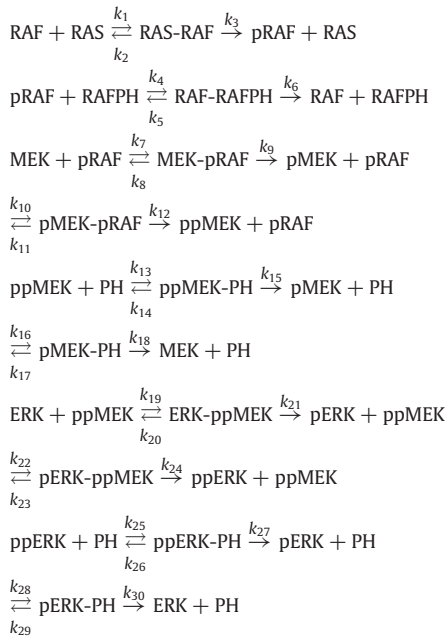 RAF + RAS ⇌ RAS-RAF → pRAF + RAS (k₁, k₂, k₃)
pRAF + RAFPH ⇌ RAF-RAFPH → RAF + RAFPH (k₄, k₅, k₆)
MEK + pRAF ⇌ MEK-pRAF → pMEK + pRAF (k₇, k₈, k₉)
⇌ pMEK-pRAF → ppMEK + pRAF (k₁₀, k₁₁, k₁₂)
ppMEK + PH ⇌ ppMEK-PH → pMEK + PH (k₁₃, k₁₄, k₁₅)
⇌ pMEK-PH → MEK + PH (k₁₆, k₁₇, k₁₈)
ERK + ppMEK ⇌ ERK-ppMEK → pERK + ppMEK (k₁₉, k₂₀, k₂₁)
⇌ pERK-ppMEK → ppERK + ppMEK (k₂₂, k₂₃, k₂₄)
ppERK + PH ⇌ ppERK-PH → pERK + PH (k₂₅, k₂₆, k₂₇)
⇌ pERK-PH → ERK + PH (k₂₈, k₂₉, k₃₀)